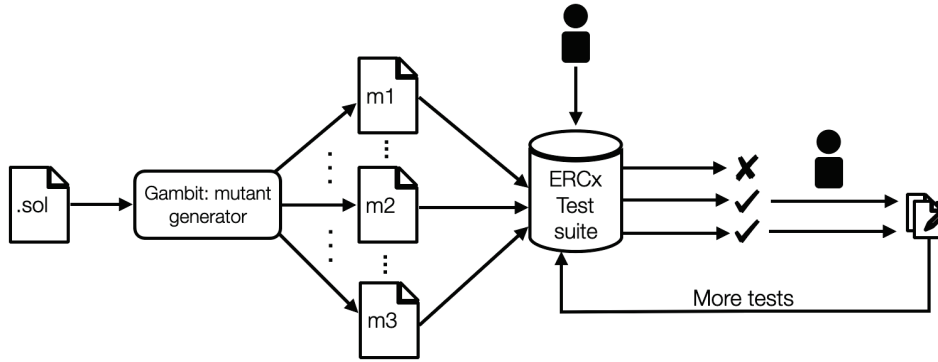 .sol
Gambit: mutant
generator
m1
m2
m3
ERCx
Test
suite
More tests